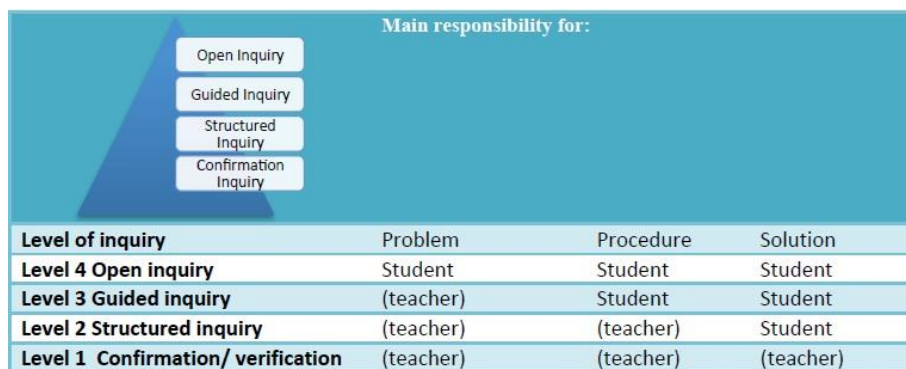 Main responsibility for:
Open Inquiry
Guided Inquiry
Structured
Inquiry
Confirmation
Inquiry
Level of inquiry Problem Procedure Solution
Level 4 Open inquiry Student Student Student
Level 3 Guided inquiry (teacher) Student Student
Level 2 Structured inquiry (teacher) (teacher) Student
Level 1 Confirmation/ verification (teacher) (teacher) (teacher)